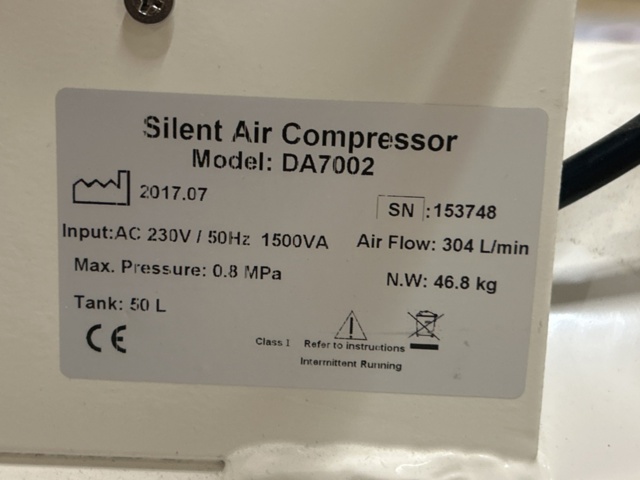 Silent Air Compressor
Model: DA7002
2017.07
SN :153748
Input:AC 230V / 50Hz 1500VA
Air Flow: 304 L/min
Max. Pressure: 0.8 MPa
N.W: 46.8 kg
Tank: 50 L
CE
Class I Refer to instructions
Intermittent Running